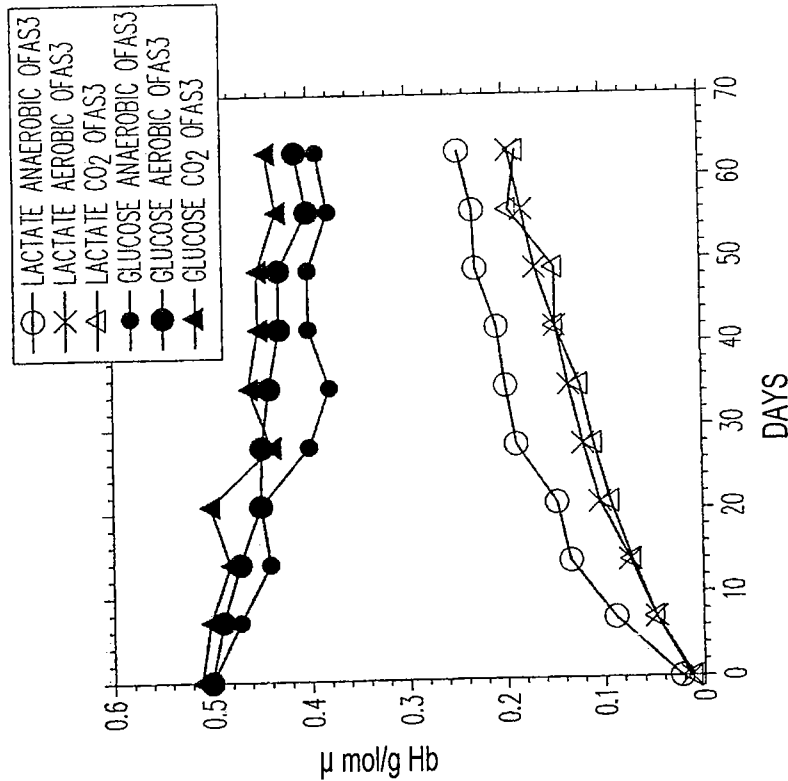 LACTATE ANAEROBIC OFAS3
LACTATE AEROBIC OFAS3
LACTATE CO2 OFAS3
GLUCOSE ANAEROBIC OFAS3
GLUCOSE AEROBIC OFAS3
GLUCOSE CO2 OFAS3
0.6
0.5
0.4
0.3
0.2
0.1
0
μ mol/g Hb
0
10
20
30
40
50
60
70
DAYS